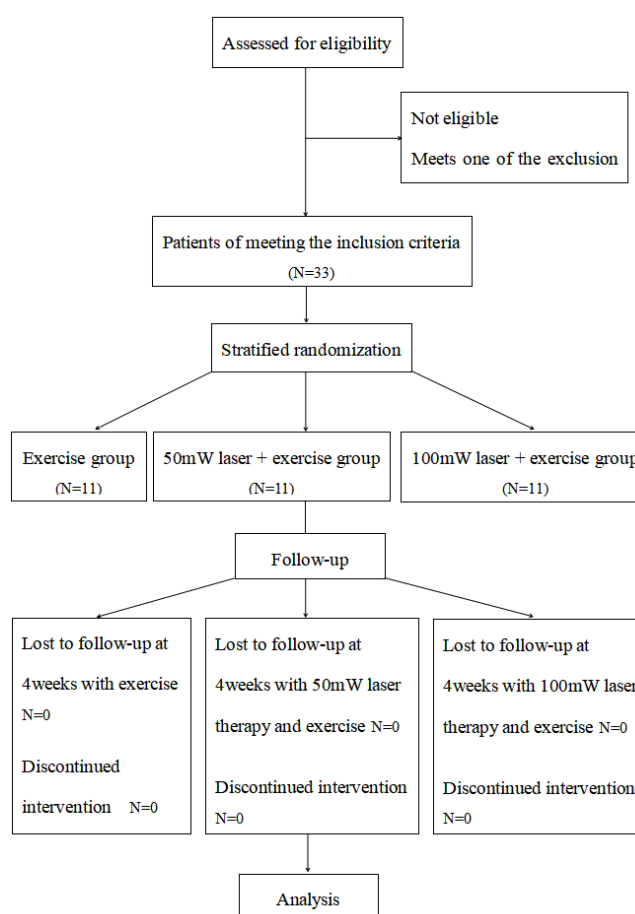 Assessed for eligibility
Not eligible
Meets one of the exclusion
Patients of meeting the inclusion criteria
(N=33)
Stratified randomization
Exercise group
(N=11)
50mW laser + exercise group
(N=11)
100mW laser + exercise group
(N=11)
Follow-up
Lost to follow-up at
4weeks with exercise
N=0
Discontinued
intervention N=0
Lost to follow-up at
4weeks with 50mW laser
therapy and exercise N=0
Discontinued intervention
N=0
Lost to follow-up at
4weeks with 100mW laser
therapy and exercise N=0
Discontinued intervention
N=0
Analysis